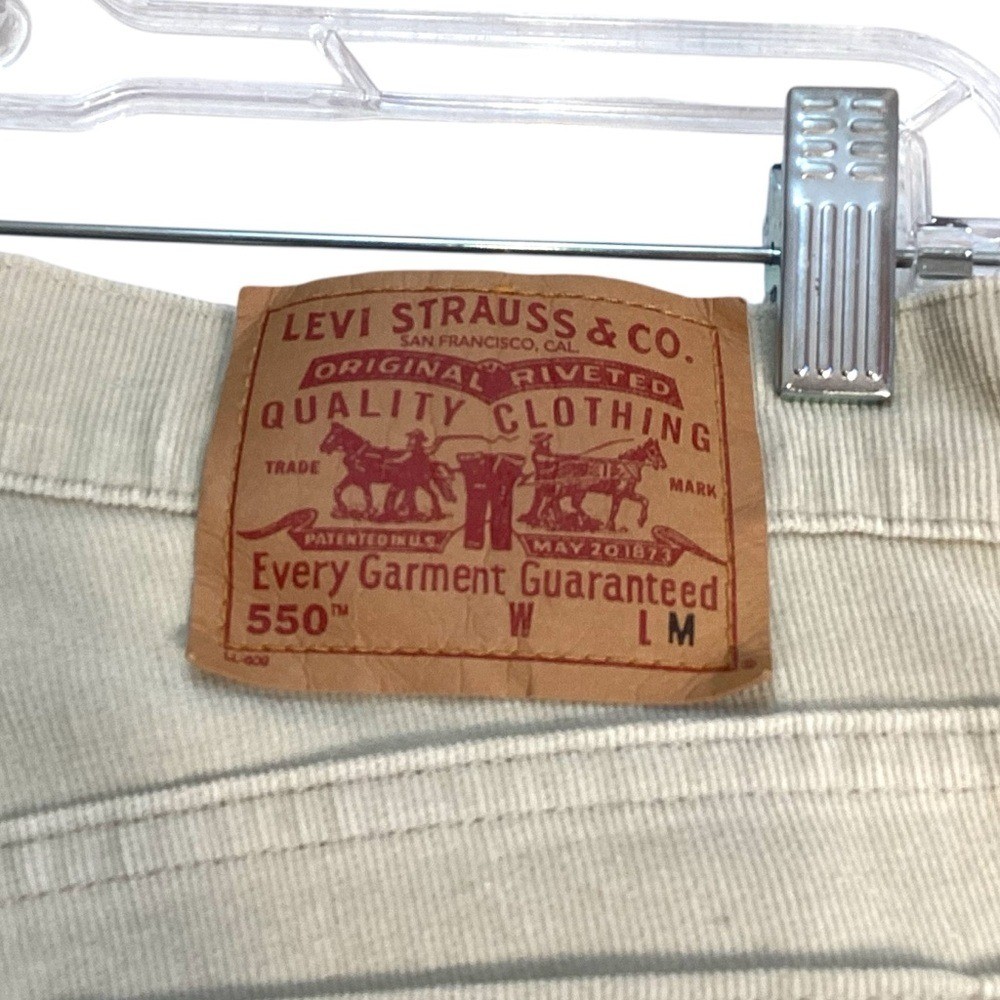 LEVI STRAUSS & CO.
SAN FRANCISCO, CAL.
ORIGINAL RIVETED
QUALITY CLOTHING
TRADE MARK
PATENTED IN U.S. MAY 20 1873
Every Garment Guaranteed
550™ W L M